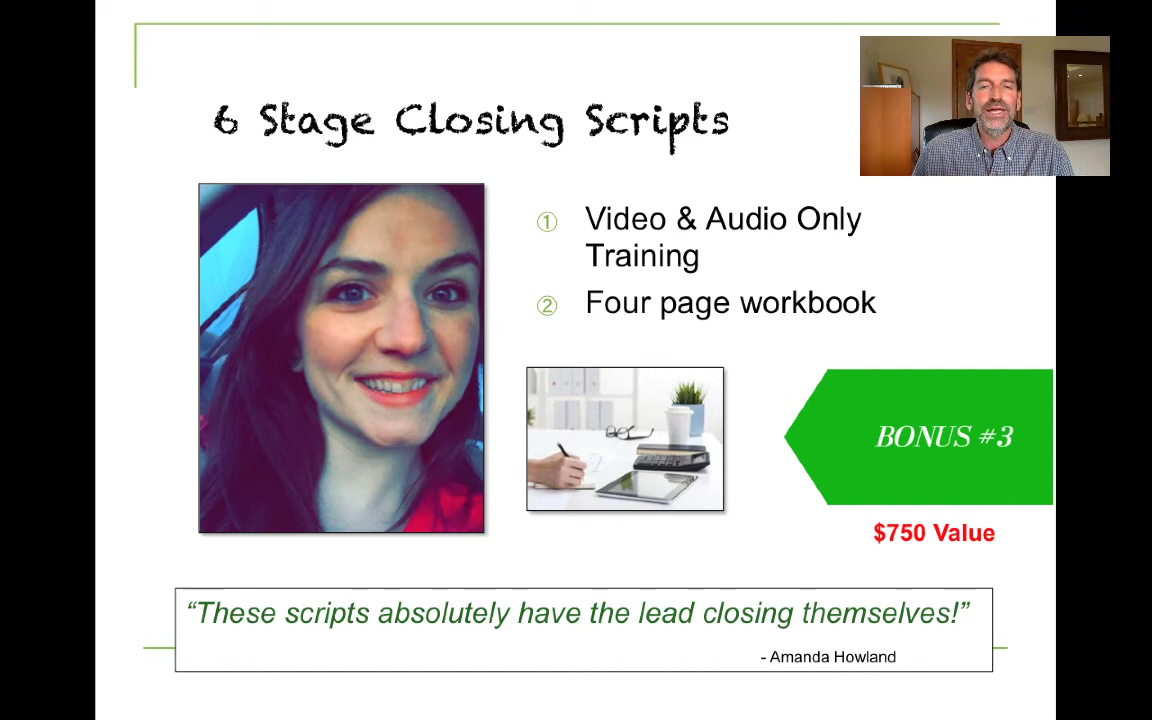 6 Stage Closing Scripts
① Video & Audio Only
Training
② Four page workbook
BONUS #3
$750 Value
“These scripts absolutely have the lead closing themselves!”
- Amanda Howland